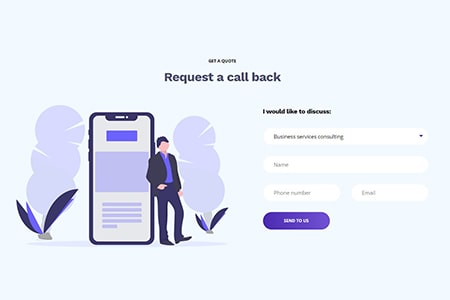 GET A QUOTE
Request a call back
I would like to discuss:
Business services consulting
Name
Phone number
Email
SEND TO US